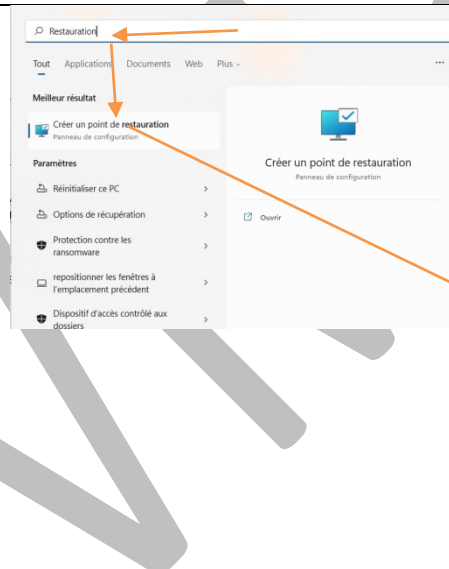 Restauration
Tout Applications Documents Web Plus
Meilleur résultat
Créer un point de restauration
Panneau de configuration
Paramètres
Réinitialiser ce PC
Options de récupération
Protection contre les
ransomware
repositionner les fenêtres à
l'emplacement précédent
Dispositif d'accès contrôlé aux
dossiers
Créer un point de restauration
Panneau de configuration
Ouvrir